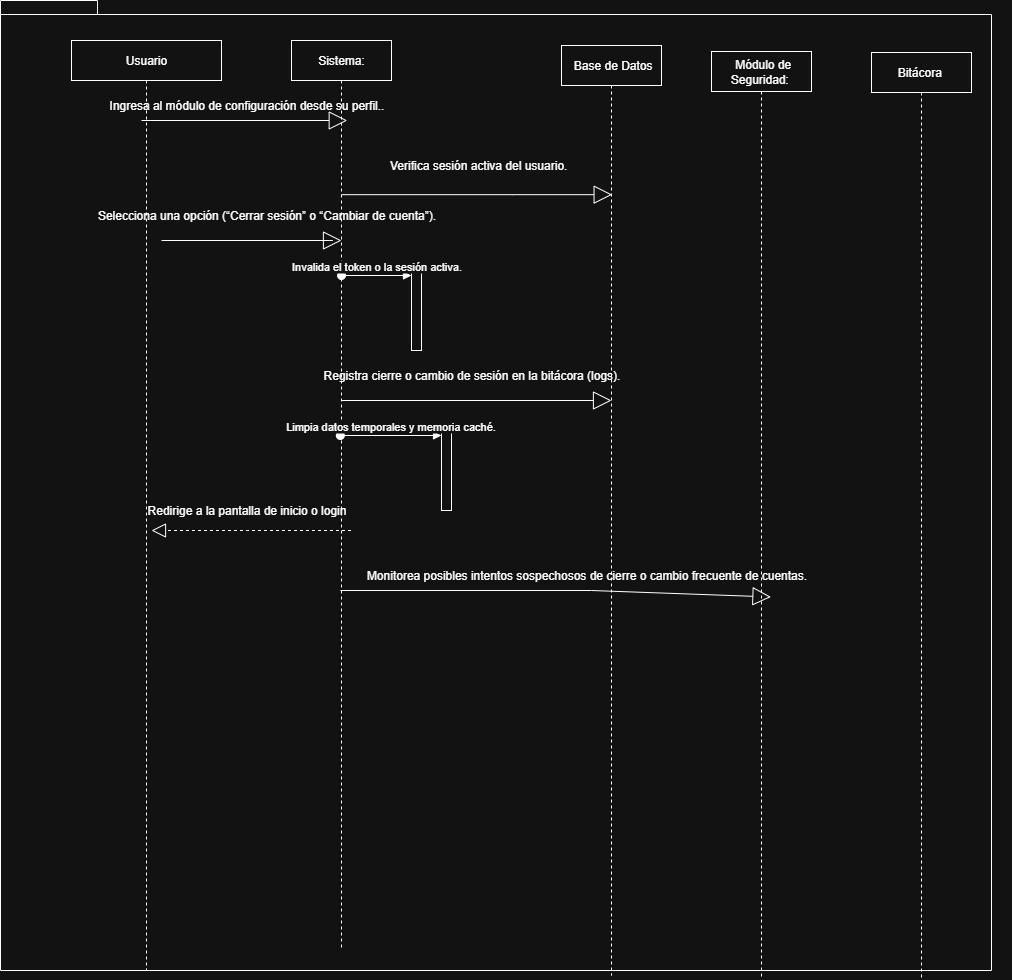 Usuario
Sistema:
Base de Datos
Módulo de
Seguridad:
Bitácora
Ingresa al módulo de configuración desde su perfil..
Verifica sesión activa del usuario.
Selecciona una opción (“Cerrar sesión” o “Cambiar de cuenta”).
Invalida el token o la sesión activa.
Registra cierre o cambio de sesión en la bitácora (logs).
Limpia datos temporales y memoria caché.
Redirige a la pantalla de inicio o login
Monitorea posibles intentos sospechosos de cierre o cambio frecuente de cuentas.